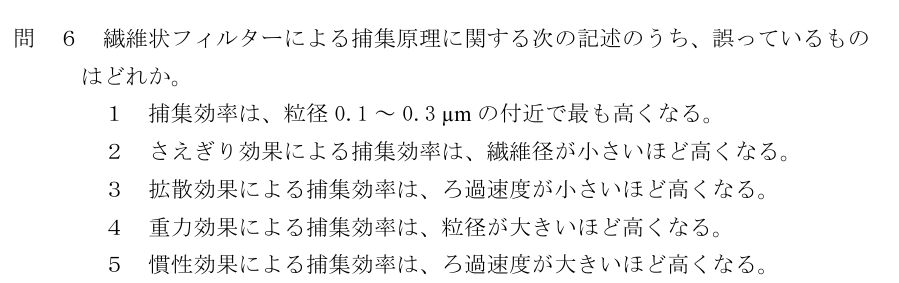 問　６　繊維状フィルターによる捕集原理に関する次の記述のうち、誤っているもの
はどれか。
１　捕集効率は、粒径 0.1 ～ 0.3 μm の付近で最も高くなる。
２　さえぎり効果による捕集効率は、繊維径が小さいほど高くなる。
３　拡散効果による捕集効率は、ろ過速度が小さいほど高くなる。
４　重力効果による捕集効率は、粒径が大きいほど高くなる。
５　慣性効果による捕集効率は、ろ過速度が大きいほど高くなる。